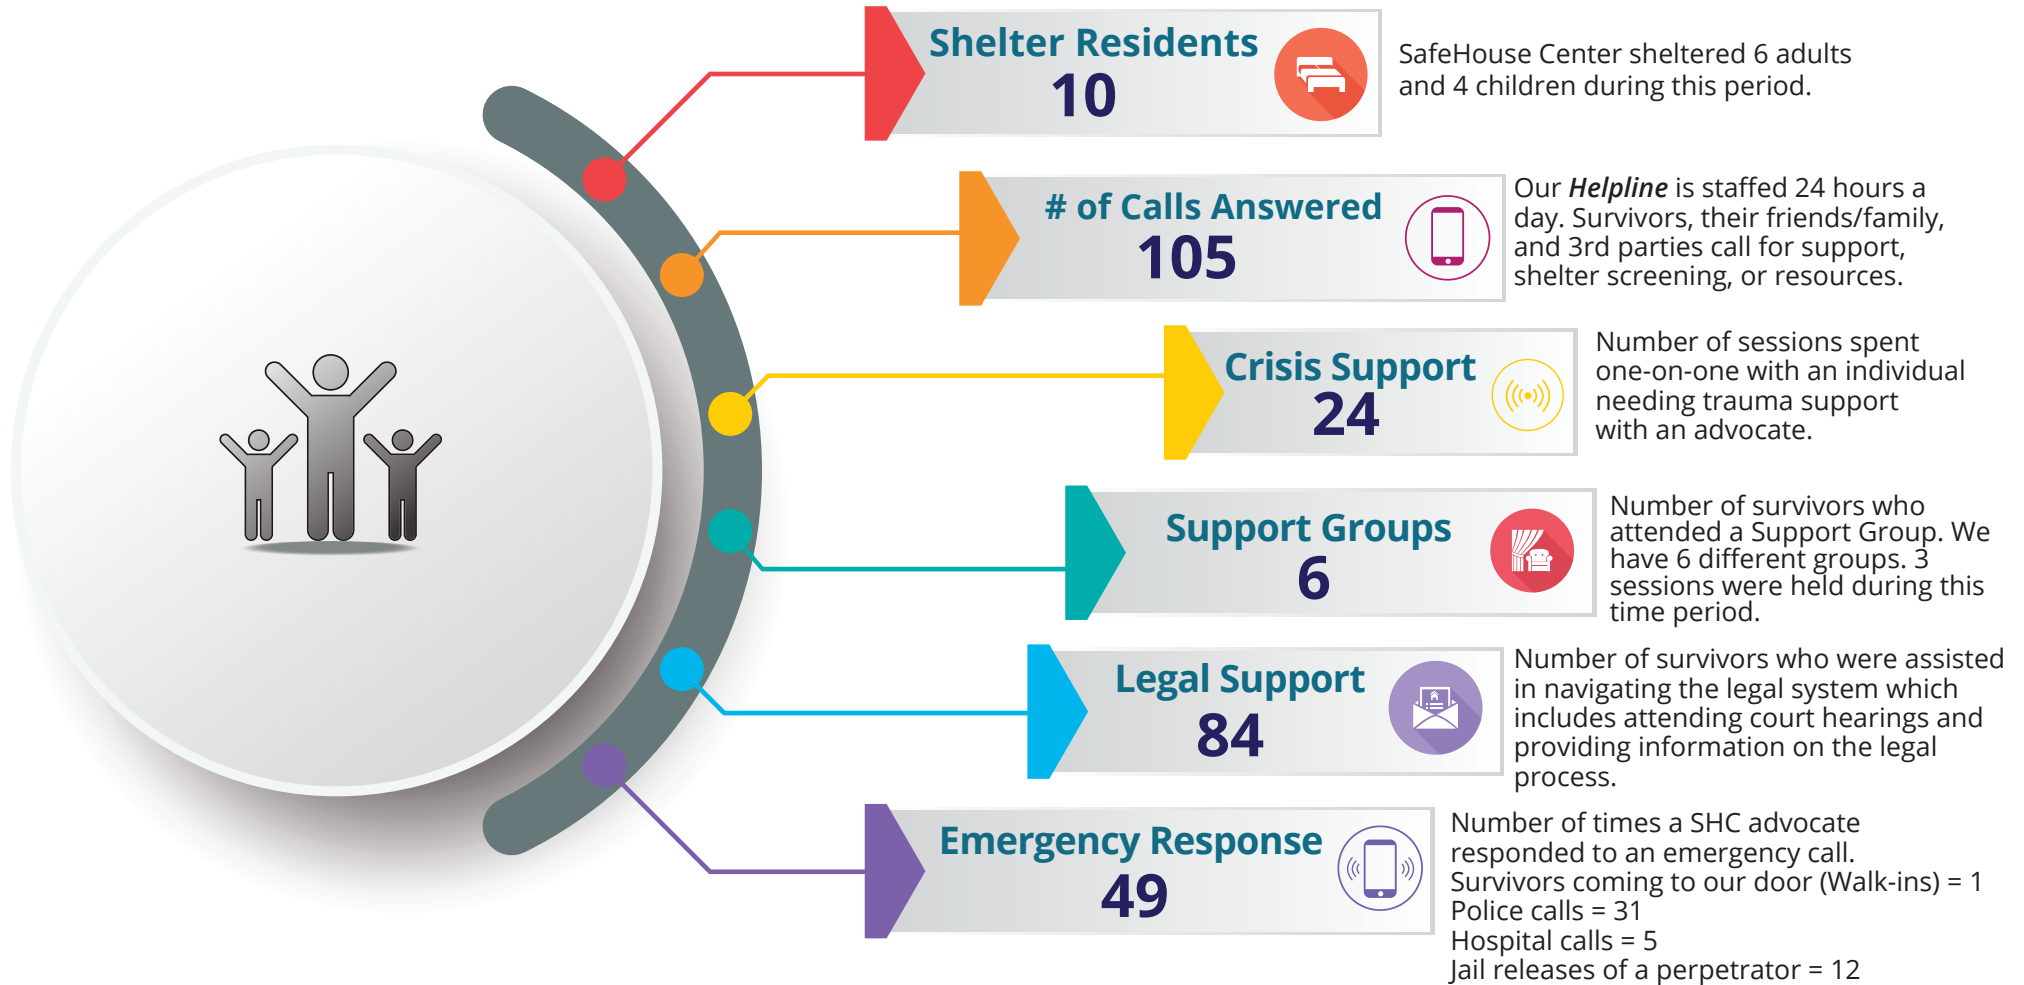 Shelter Residents
10
SafeHouse Center sheltered 6 adults
and 4 children during this period.
# of Calls Answered
105
Our Helpline is staffed 24 hours a
day. Survivors, their friends/family,
and 3rd parties call for support,
shelter screening, or resources.
Crisis Support
24
Number of sessions spent
one-on-one with an individual
needing trauma support
with an advocate.
Support Groups
6
Number of survivors who
attended a Support Group. We
have 6 different groups. 3
sessions were held during this
time period.
Legal Support
84
Number of survivors who were assisted
in navigating the legal system which
includes attending court hearings and
providing information on the legal
process.
Emergency Response
49
Number of times a SHC advocate
responded to an emergency call.
Survivors coming to our door (Walk-ins) = 1
Police calls = 31
Hospital calls = 5
Jail releases of a perpetrator = 12